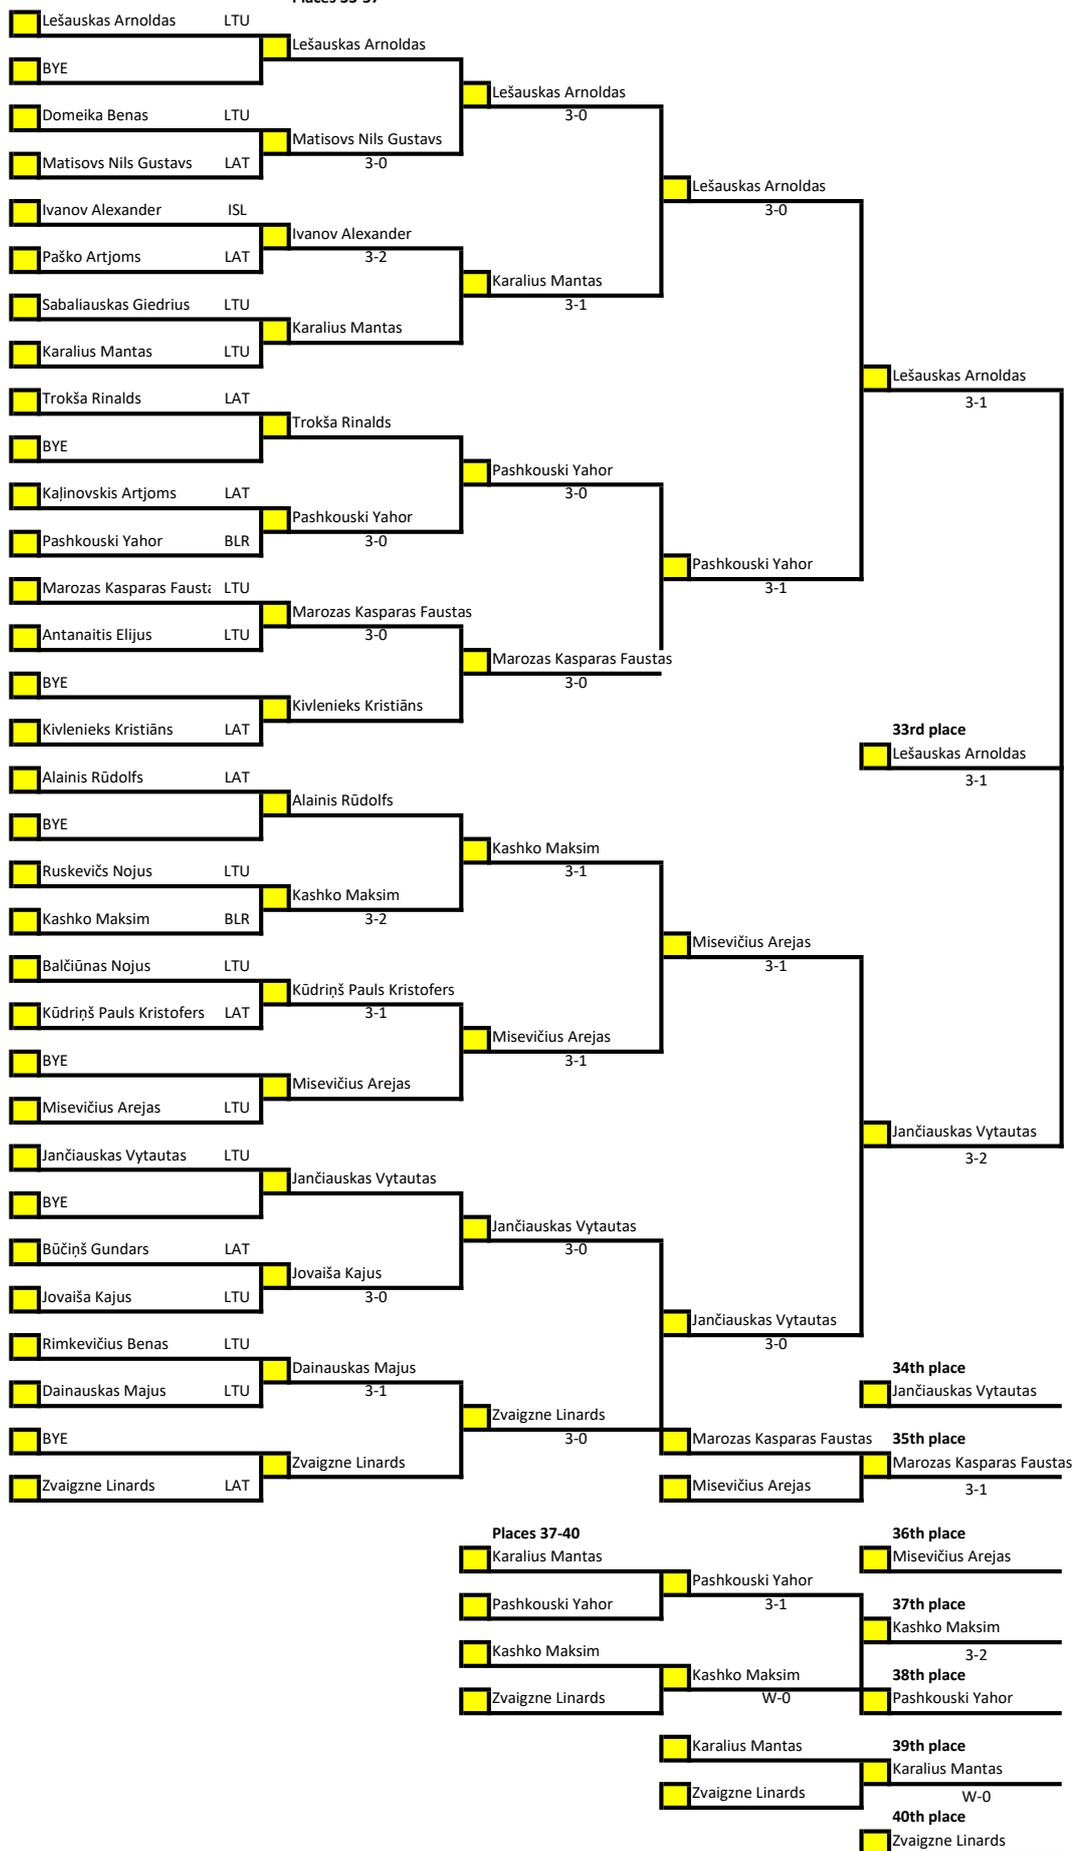 Lešauskas Arnoldas LTU
Lešauskas Arnoldas
BYE
Lešauskas Arnoldas
3-0
Domeika Benas LTU
Matisovs Nils Gustavs
3-0
Matisovs Nils Gustavs LAT
Lešauskas Arnoldas
3-0
Ivanov Alexander ISL
Ivanov Alexander
3-2
Paško Artjoms LAT
Karalius Mantas
3-1
Sabaliauskas Giedrius LTU
Karalius Mantas
Karalius Mantas LTU
Lešauskas Arnoldas
3-1
Trokša Rinalds LAT
Trokša Rinalds
BYE
Pashkouski Yahor
3-0
Kaļinovskis Artjoms LAT
Pashkouski Yahor
3-0
Pashkouski Yahor BLR
Pashkouski Yahor
3-1
Marozas Kasparas Fausta LTU
Marozas Kasparas Faustas
3-0
Antanaitis Elijus LTU
Marozas Kasparas Faustas
3-0
BYE
Kivlenieks Kristiāns
Kivlenieks Kristiāns LAT
33rd place
Lešauskas Arnoldas
3-1
Alainis Rūdolfs LAT
Alainis Rūdolfs
BYE
Kashko Maksim
3-1
Ruskevičs Nojus LTU
Kashko Maksim
3-2
Kashko Maksim BLR
Misevičius Arejas
3-1
Balčiūnas Nojus LTU
Kūdriņš Pauls Kristofers
3-1
Kūdriņš Pauls Kristofers LAT
Misevičius Arejas
3-1
BYE
Misevičius Arejas
Misevičius Arejas LTU
Jančiauskas Vytautas
3-2
Jančiauskas Vytautas LTU
Jančiauskas Vytautas
BYE
Jančiauskas Vytautas
3-0
Būčiņš Gundars LAT
Jovaiša Kajus
3-0
Jovaiša Kajus LTU
Jančiauskas Vytautas
3-0
Rimkevičius Benas LTU
Dainauskas Majus
3-1
34th place
Jančiauskas Vytautas
Dainauskas Majus LTU
Zvaigzne Linards
3-0
BYE
Zvaigzne Linards
Zvaigzne Linards LAT
Marozas Kasparas Faustas
35th place
Marozas Kasparas Faustas
3-1
Misevičius Arejas
Places 37-40
36th place
Karalius Mantas
Misevičius Arejas
Pashkouski Yahor
3-1
Pashkouski Yahor
37th place
Kashko Maksim
3-2
Kashko Maksim
Kashko Maksim
W-0
38th place
Zvaigzne Linards
Pashkouski Yahor
Karalius Mantas
39th place
Karalius Mantas
W-0
Zvaigzne Linards
40th place
Zvaigzne Linards